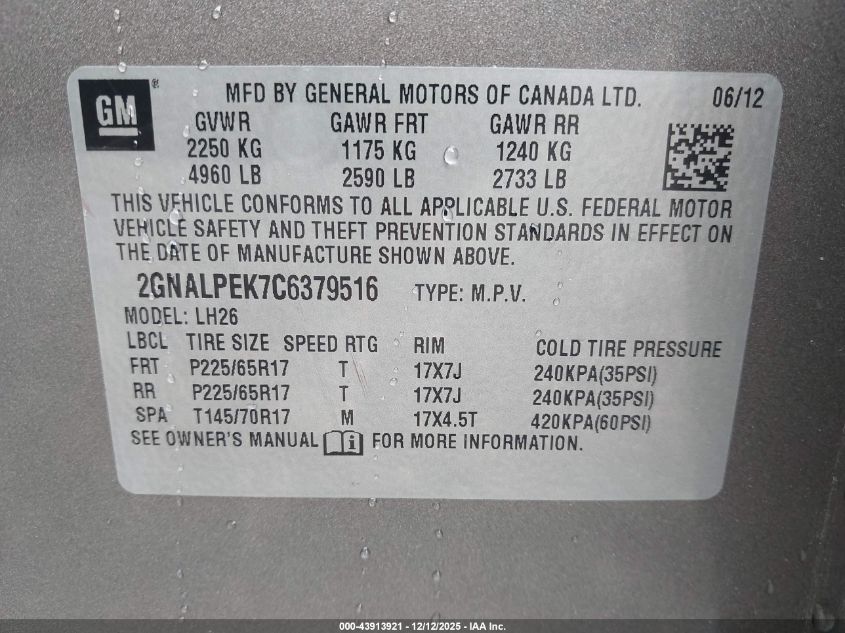 GM ® MFD BY GENERAL MOTORS OF CANADA LTD. 06/12
GVWR GAWR FRT GAWR RR
2250 KG 1175 KG 1240 KG
4960 LB 2590 LB 2733 LB
THIS VEHICLE CONFORMS TO ALL APPLICABLE U.S. FEDERAL MOTOR
VEHICLE SAFETY AND THEFT PREVENTION STANDARDS IN EFFECT ON
THE DATE OF MANUFACTURE SHOWN ABOVE.
2GNALPEK7C6379516 TYPE: M.P.V.
MODEL: LH26
LBCL TIRE SIZE SPEED RTG RIM COLD TIRE PRESSURE
FRT P225/65R17 T 17X7J 240KPA(35PSI)
RR P225/65R17 T 17X7J 240KPA(35PSI)
SPA T145/70R17 M 17X4.5T 420KPA(60PSI)
SEE OWNER'S MANUAL FOR MORE INFORMATION.
000-43913921 - 12/12/2025 - IAA Inc.